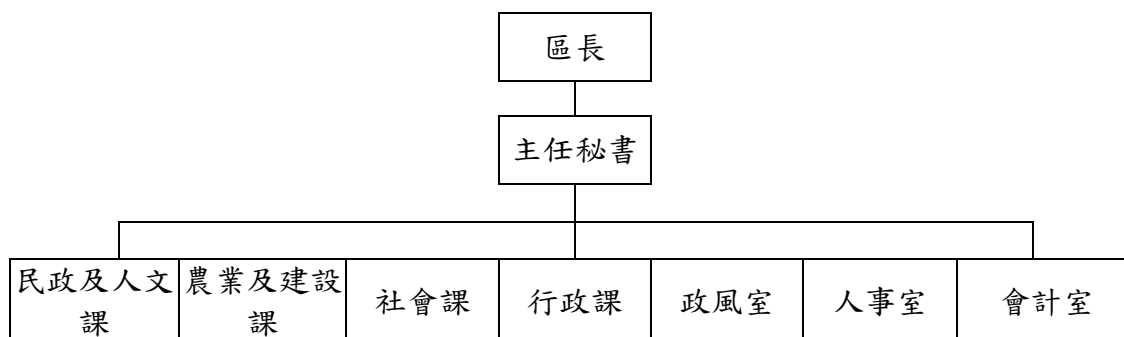 區長
主任秘書
民政及人文
課
農業及建設
課
社會課
行政課
政風室
人事室
會計室